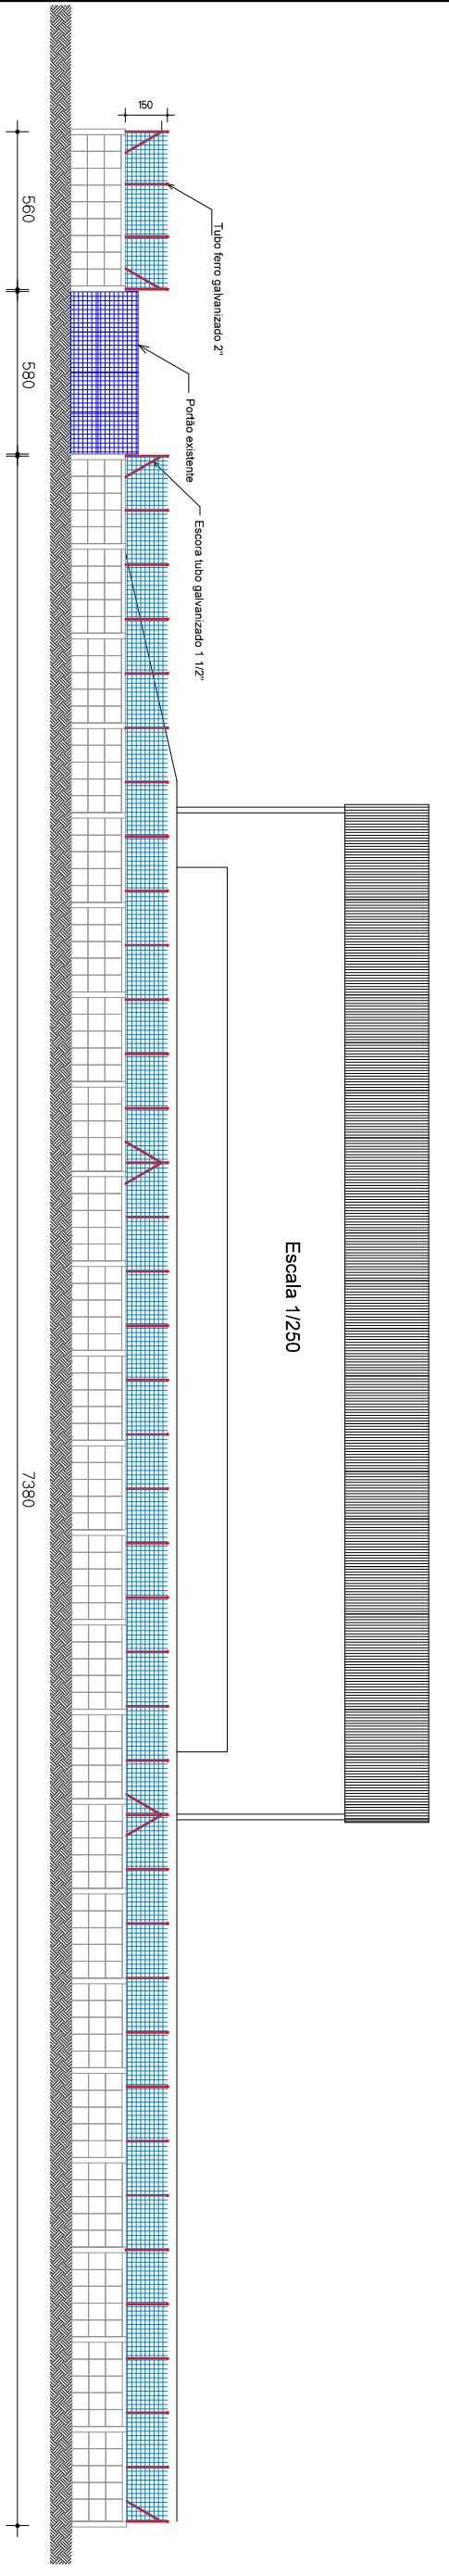 150
560
580
7380
Tubo ferro galvanizado 2"
Portão existente
Escora tubo galvanizado 1 1/2"
Escala 1/250